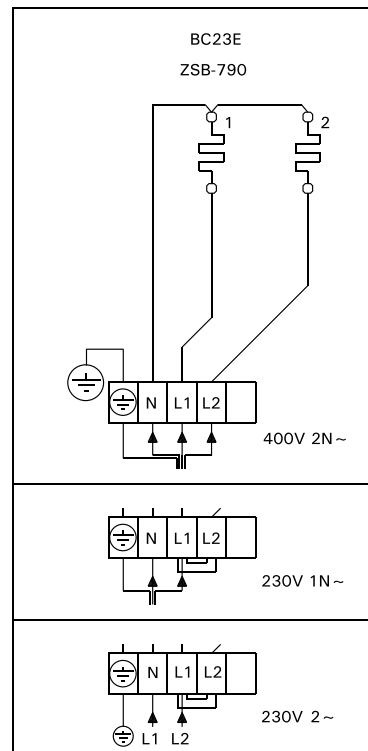 BC23E
ZSB-790
1 2
N L1 L2
400V 2N~
N L1 L2
230V 1N~
N L1 L2
230V 2~
L1 L2